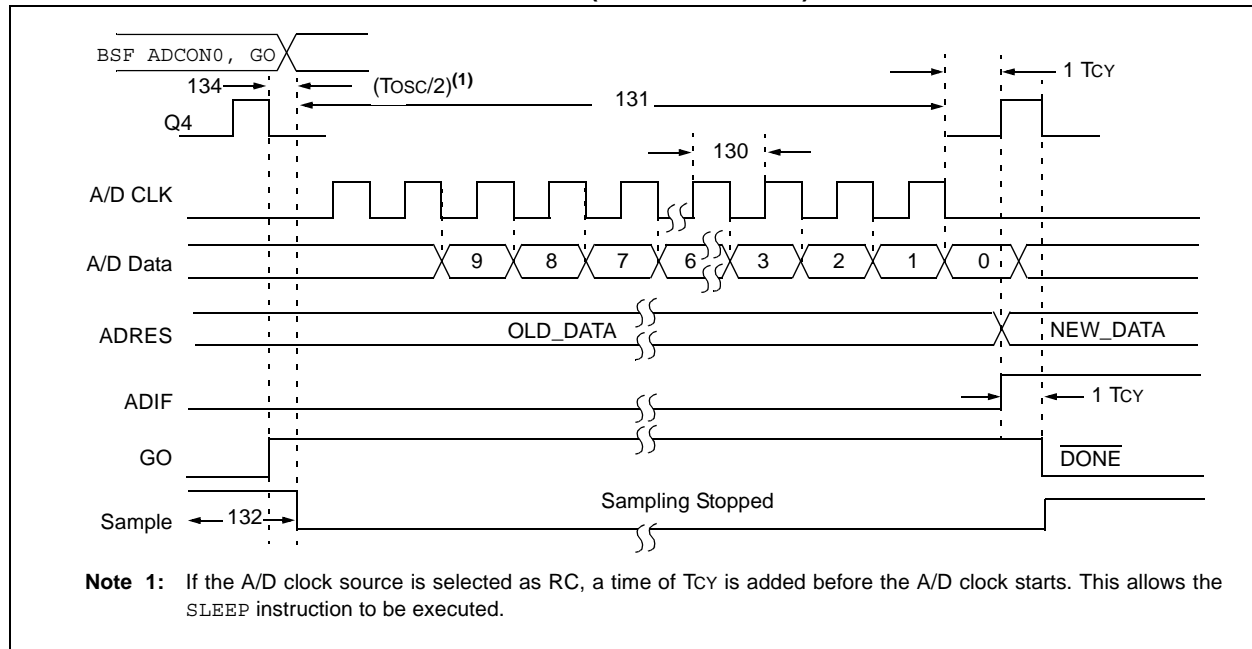 BSF ADCON0, GO
134
(TOSC/2)(1)
131
1 TCY
Q4
130
A/D CLK
A/D Data
9 8 7 6 3 2 1 0
ADRES
OLD_DATA
NEW_DATA
ADIF
1 TCY
GO
DONE
Sample
132
Sampling Stopped
Note 1: If the A/D clock source is selected as RC, a time of TCY is added before the A/D clock starts. This allows the
SLEEP instruction to be executed.